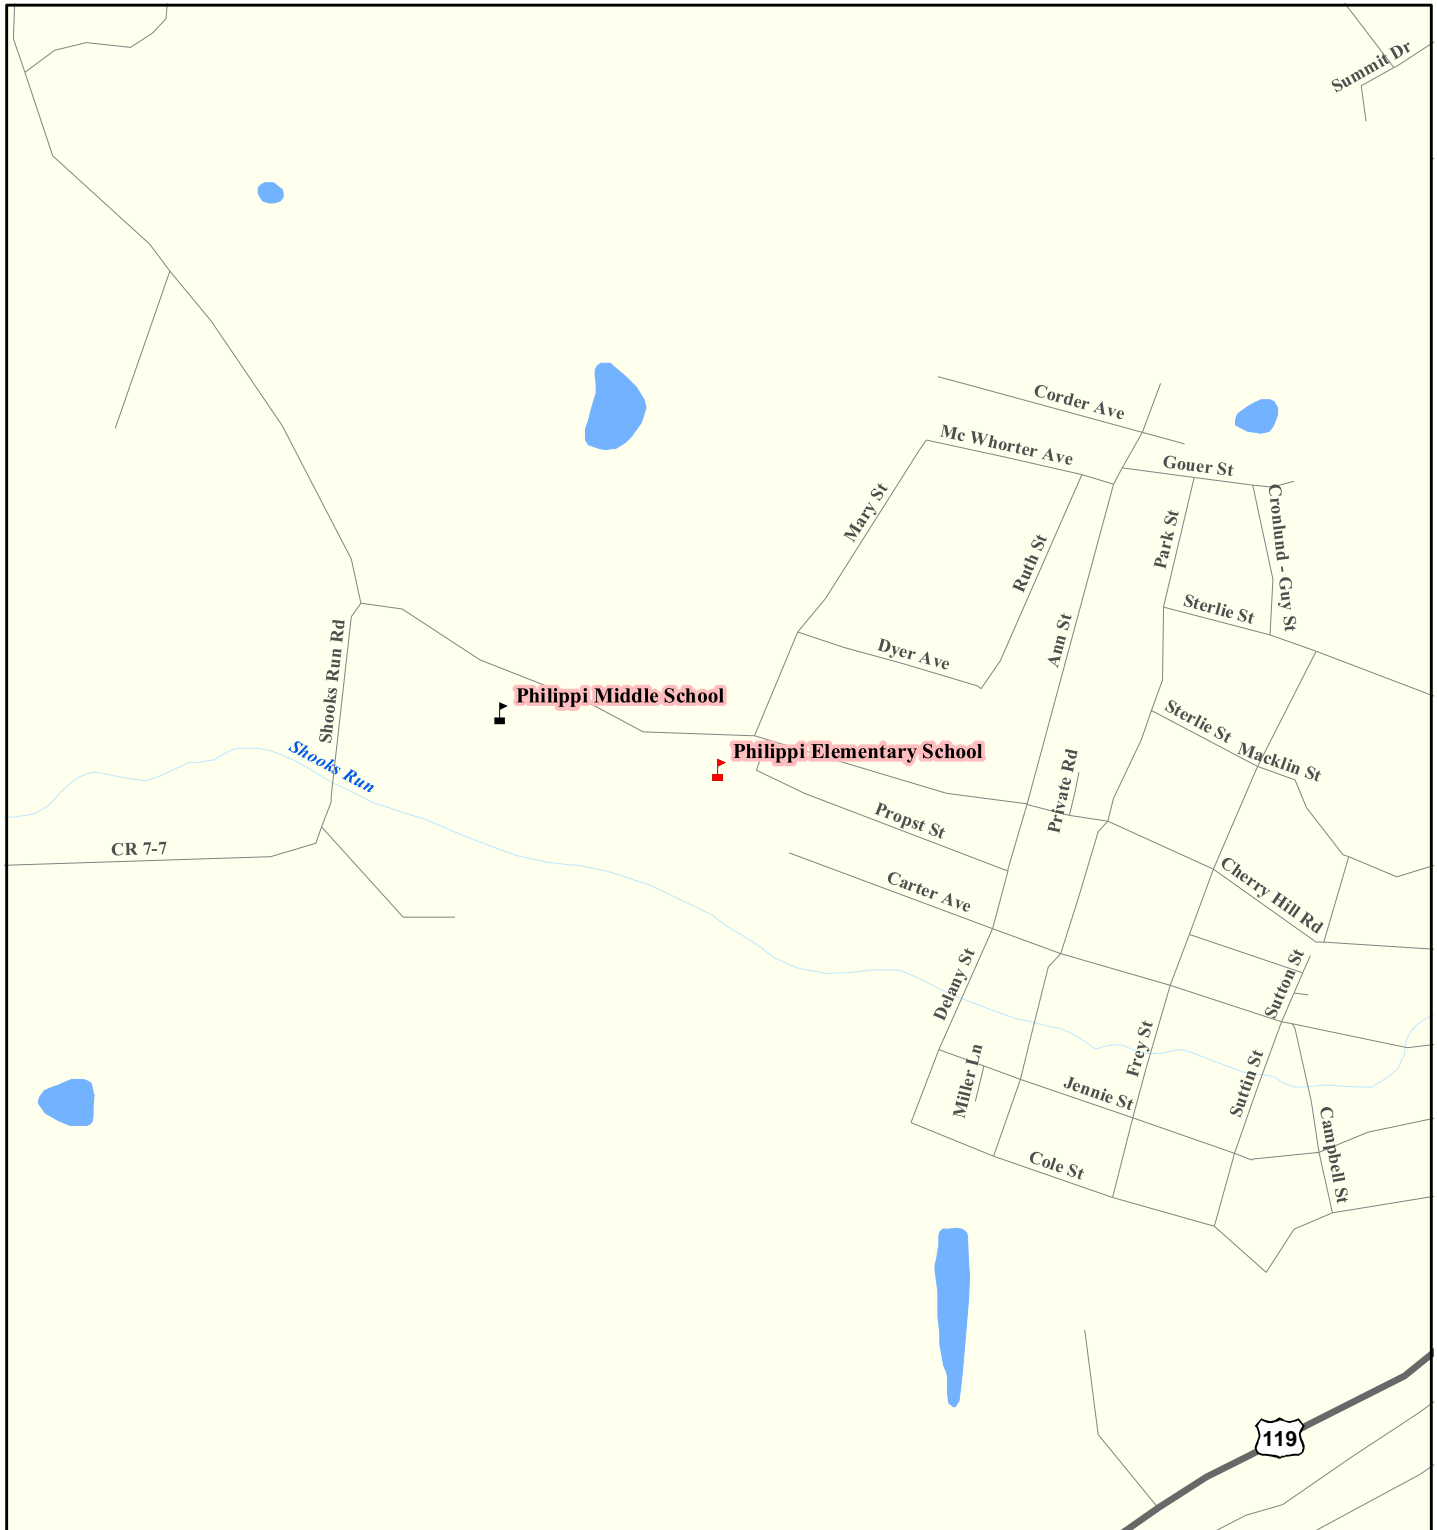 Summit Dr
Corder Ave
Mc Whorter Ave
Gouer St
Mary St
Cronlund - Guy St
Park St
Ruth St
Sterlie St
Ann St
Dyer Ave
Shooks Run Rd
Philippi Middle School
Sterlie St
Macklin St
Philippi Elementary School
Shooks Run
Private Rd
Propst St
CR 7-7
Carter Ave
Cherry Hill Rd
Delany St
Sutton St
Frey St
Miller Ln
Jennie St
Suttin St
Campbell St
Cole St
119